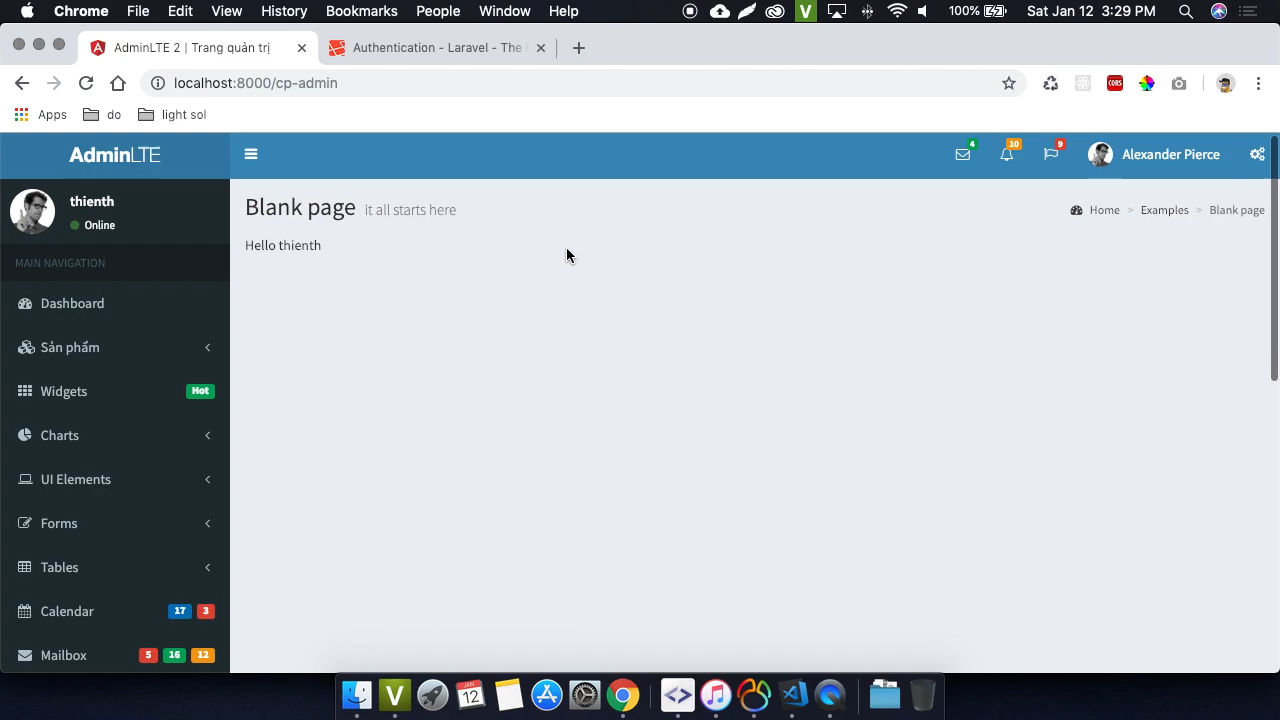 Chrome File Edit View History Bookmarks People Window Help V 100% Sat Jan 12 3:29 PM
AdminLTE 2 | Trang quản trị Authentication - Laravel - The
localhost:8000/cp-admin CORS
Apps do light sol
AdminLTE 4 10 9 Alexander Pierce
thienth
Online
Blank page it all starts here Home > Examples > Blank page
Hello thienth
MAIN NAVIGATION
Dashboard
Sản phẩm
Widgets Hot
Charts
UI Elements
Forms
Tables
Calendar 17 3
Mailbox 5 16 12
V JAN 12